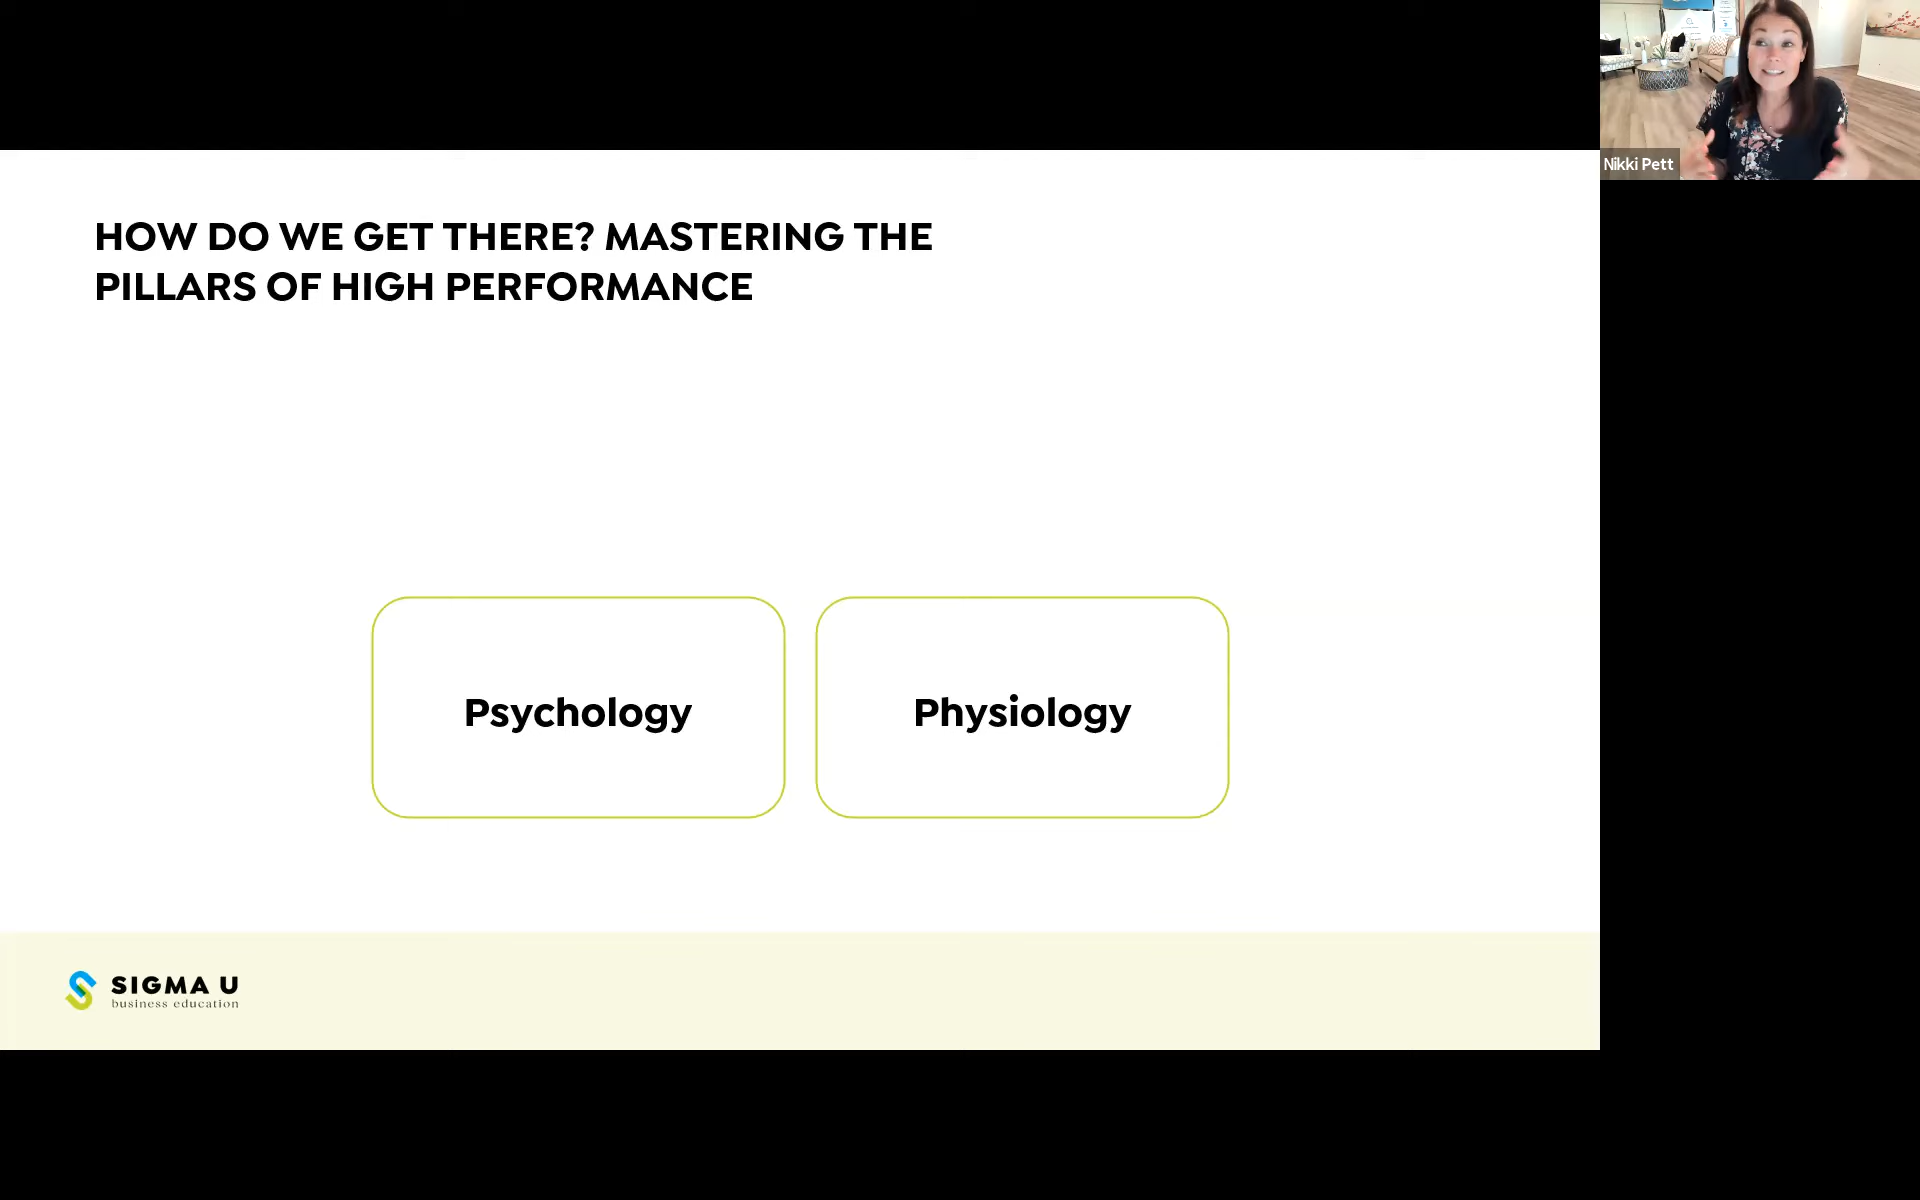 Nikki Pett
HOW DO WE GET THERE? MASTERING THE
PILLARS OF HIGH PERFORMANCE
Psychology
Physiology
SIGMA U
business education